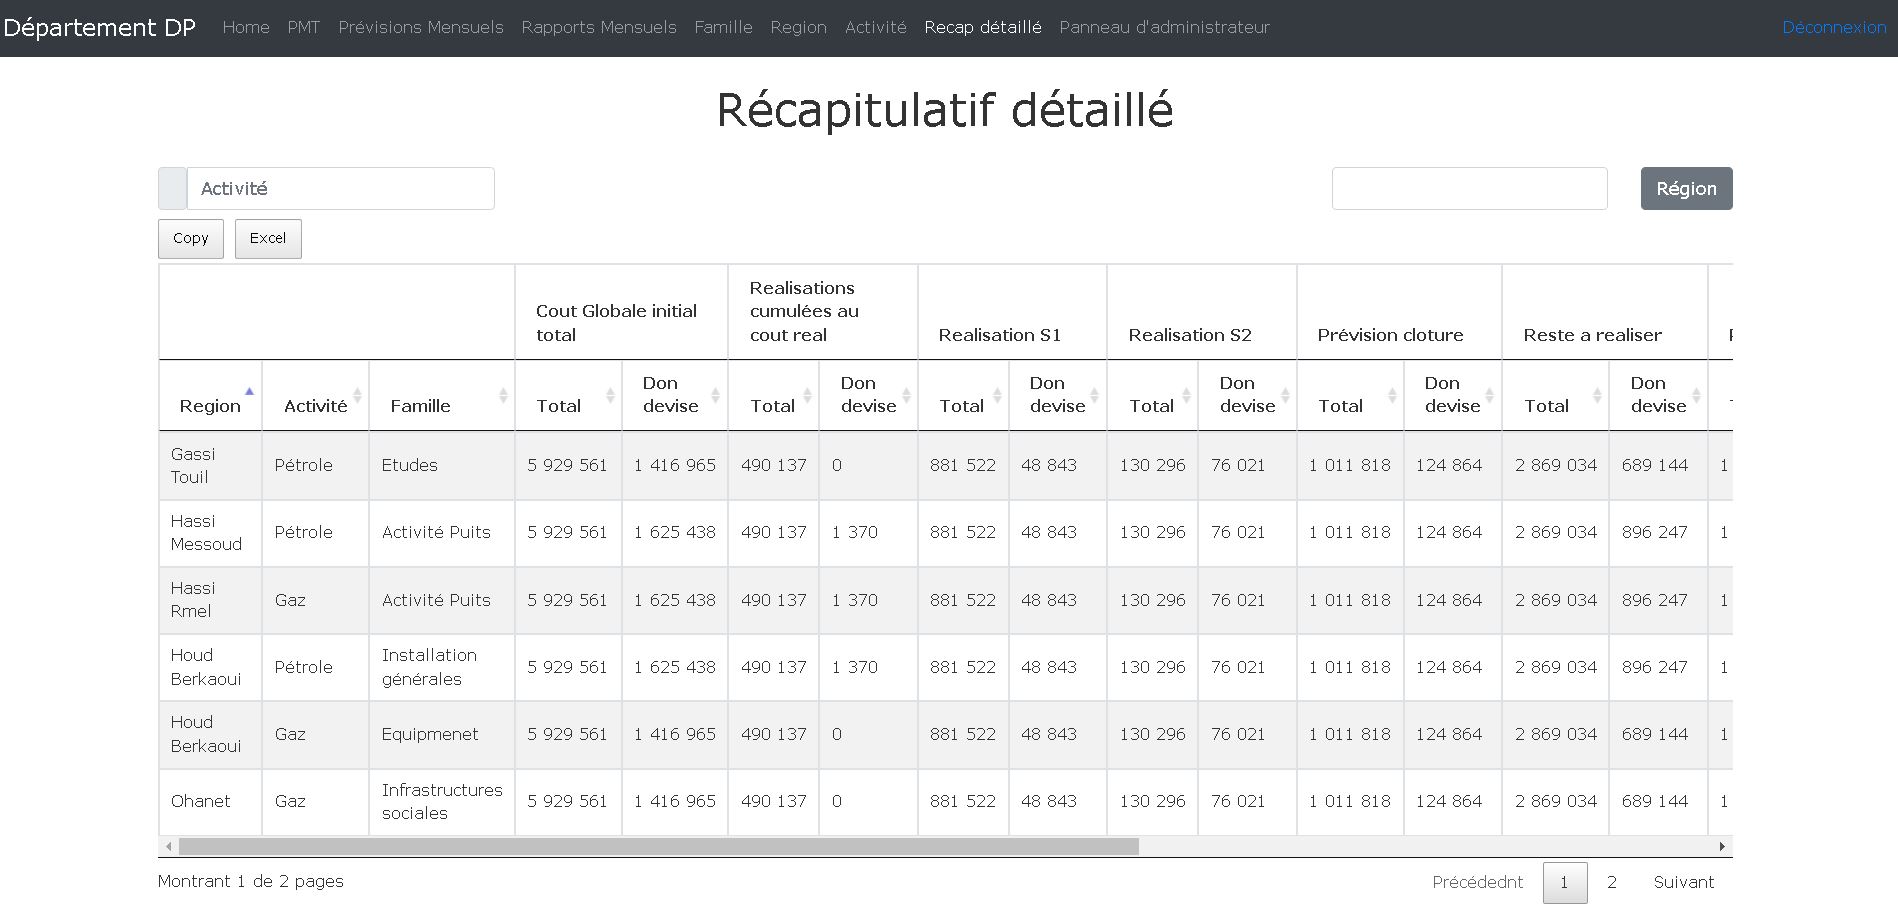 Département DP Home PMT Prévisions Mensuels Rapports Mensuels Famille Region Activité Recap détaillé Panneau d'administrateur Déconnexion
Récapitulatif détaillé
Activité Région
Copy Excel
Cout Globale initial total Realisations cumulées au cout real Realisation S1 Realisation S2 Prévision cloture Reste a realiser
Region Activité Famille Total Don devise Total Don devise Total Don devise Total Don devise Total Don devise Total Don devise
Gassi Touil Pétrole Etudes 5 929 561 1 416 965 490 137 0 881 522 48 843 130 296 76 021 1 011 818 124 864 2 869 034 689 144 1
Hassi Messoud Pétrole Activité Puits 5 929 561 1 625 438 490 137 1 370 881 522 48 843 130 296 76 021 1 011 818 124 864 2 869 034 896 247 1
Hassi Rmel Gaz Activité Puits 5 929 561 1 625 438 490 137 1 370 881 522 48 843 130 296 76 021 1 011 818 124 864 2 869 034 896 247 1
Houd Berkaoui Pétrole Installation générales 5 929 561 1 625 438 490 137 1 370 881 522 48 843 130 296 76 021 1 011 818 124 864 2 869 034 896 247 1
Houd Berkaoui Gaz Equipmenet 5 929 561 1 416 965 490 137 0 881 522 48 843 130 296 76 021 1 011 818 124 864 2 869 034 689 144 1
Ohanet Gaz Infrastructures sociales 5 929 561 1 416 965 490 137 0 881 522 48 843 130 296 76 021 1 011 818 124 864 2 869 034 689 144 1
Montrant 1 de 2 pages Précédednt 1 2 Suivant